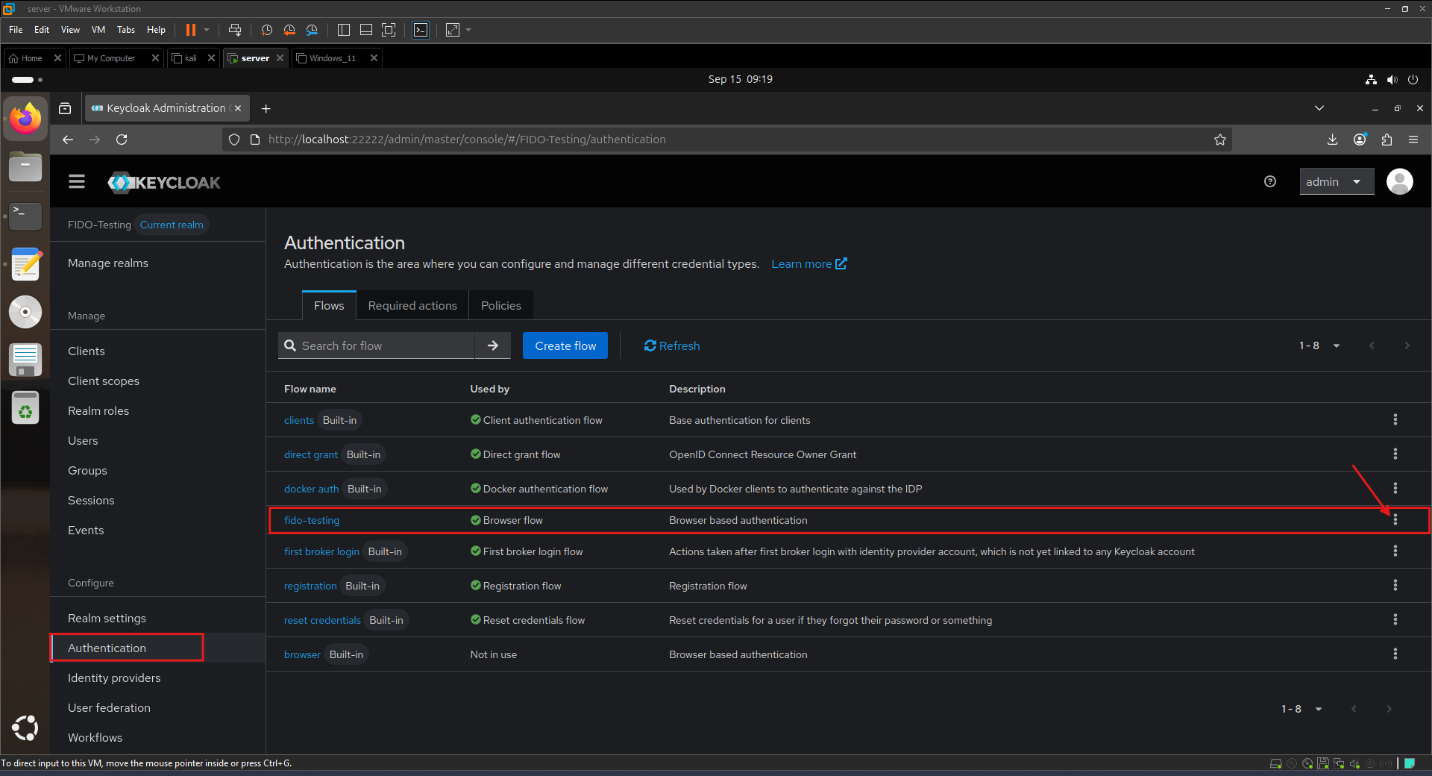 server - VMware Workstation
File Edit View VM Tabs Help
Home My Computer kali server Windows_11
Sep 15 09:19
Keycloak Administration
http://localhost:22222/admin/master/console/#/FIDO-Testing/authentication
KEYCLOAK
admin
FIDO-Testing Current realm
Manage realms
Manage
Clients
Client scopes
Realm roles
Users
Groups
Sessions
Events
Configure
Realm settings
Authentication
Identity providers
User federation
Workflows
Authentication
Authentication is the area where you can configure and manage different credential types. Learn more
Flows Required actions Policies
Search for flow Create flow Refresh 1 - 8
Flow name Used by Description
clients Built-in Client authentication flow Base authentication for clients
direct grant Built-in Direct grant flow OpenID Connect Resource Owner Grant
docker auth Built-in Docker authentication flow Used by Docker clients to authenticate against the IDP
fido-testing Browser flow Browser based authentication
first broker login Built-in First broker login flow Actions taken after first broker login with identity provider account, which is not yet linked to any Keycloak account
registration Built-in Registration flow Registration flow
reset credentials Built-in Reset credentials flow Reset credentials for a user if they forgot their password or something
browser Built-in Not in use Browser based authentication
1 - 8
To direct input to this VM, move the mouse pointer inside or press Ctrl+G.